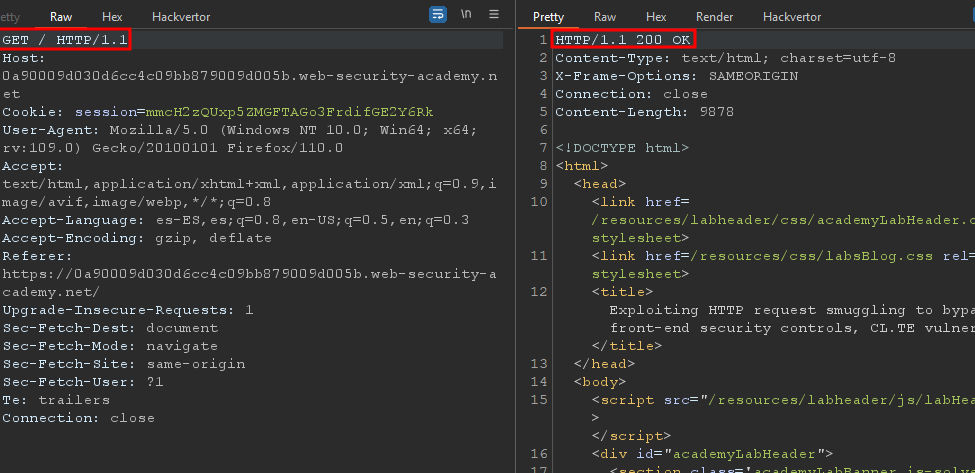 etty Raw Hex Hackvertor \n
GET / HTTP/1.1
Host:
0a90009d030d6cc4c09bb879009d005b.web-security-academy.n
et
Cookie: session=mmcH2zQUxp5ZMGFTAGo3FrdifGE2Y6Rk
User-Agent: Mozilla/5.0 (Windows NT 10.0; Win64; x64;
rv:109.0) Gecko/20100101 Firefox/110.0
Accept:
text/html,application/xhtml+xml,application/xml;q=0.9,i
mage/avif,image/webp,*/*;q=0.8
Accept-Language: es-ES,es;q=0.8,en-US;q=0.5,en;q=0.3
Accept-Encoding: gzip, deflate
Referer:
https://0a90009d030d6cc4c09bb879009d005b.web-security-a
cademy.net/
Upgrade-Insecure-Requests: 1
Sec-Fetch-Dest: document
Sec-Fetch-Mode: navigate
Sec-Fetch-Site: same-origin
Sec-Fetch-User: ?1
Te: trailers
Connection: close
Pretty Raw Hex Render Hackvertor
1 HTTP/1.1 200 OK
2 Content-Type: text/html; charset=utf-8
3 X-Frame-Options: SAMEORIGIN
4 Connection: close
5 Content-Length: 9878
6
7 <!DOCTYPE html>
8 <html>
9 <head>
10 <link href=
/resources/labheader/css/academyLabHeader.c
stylesheet>
11 <link href=/resources/css/labsBlog.css rel=
stylesheet>
12 <title>
Exploiting HTTP request smuggling to bypa
front-end security controls, CL.TE vulner
</title>
13 </head>
14 <body>
15 <script src="/resources/labheader/js/labHea
>
</script>
16 <div id="academyLabHeader">
17 <section class='academyLabBanner is-solve